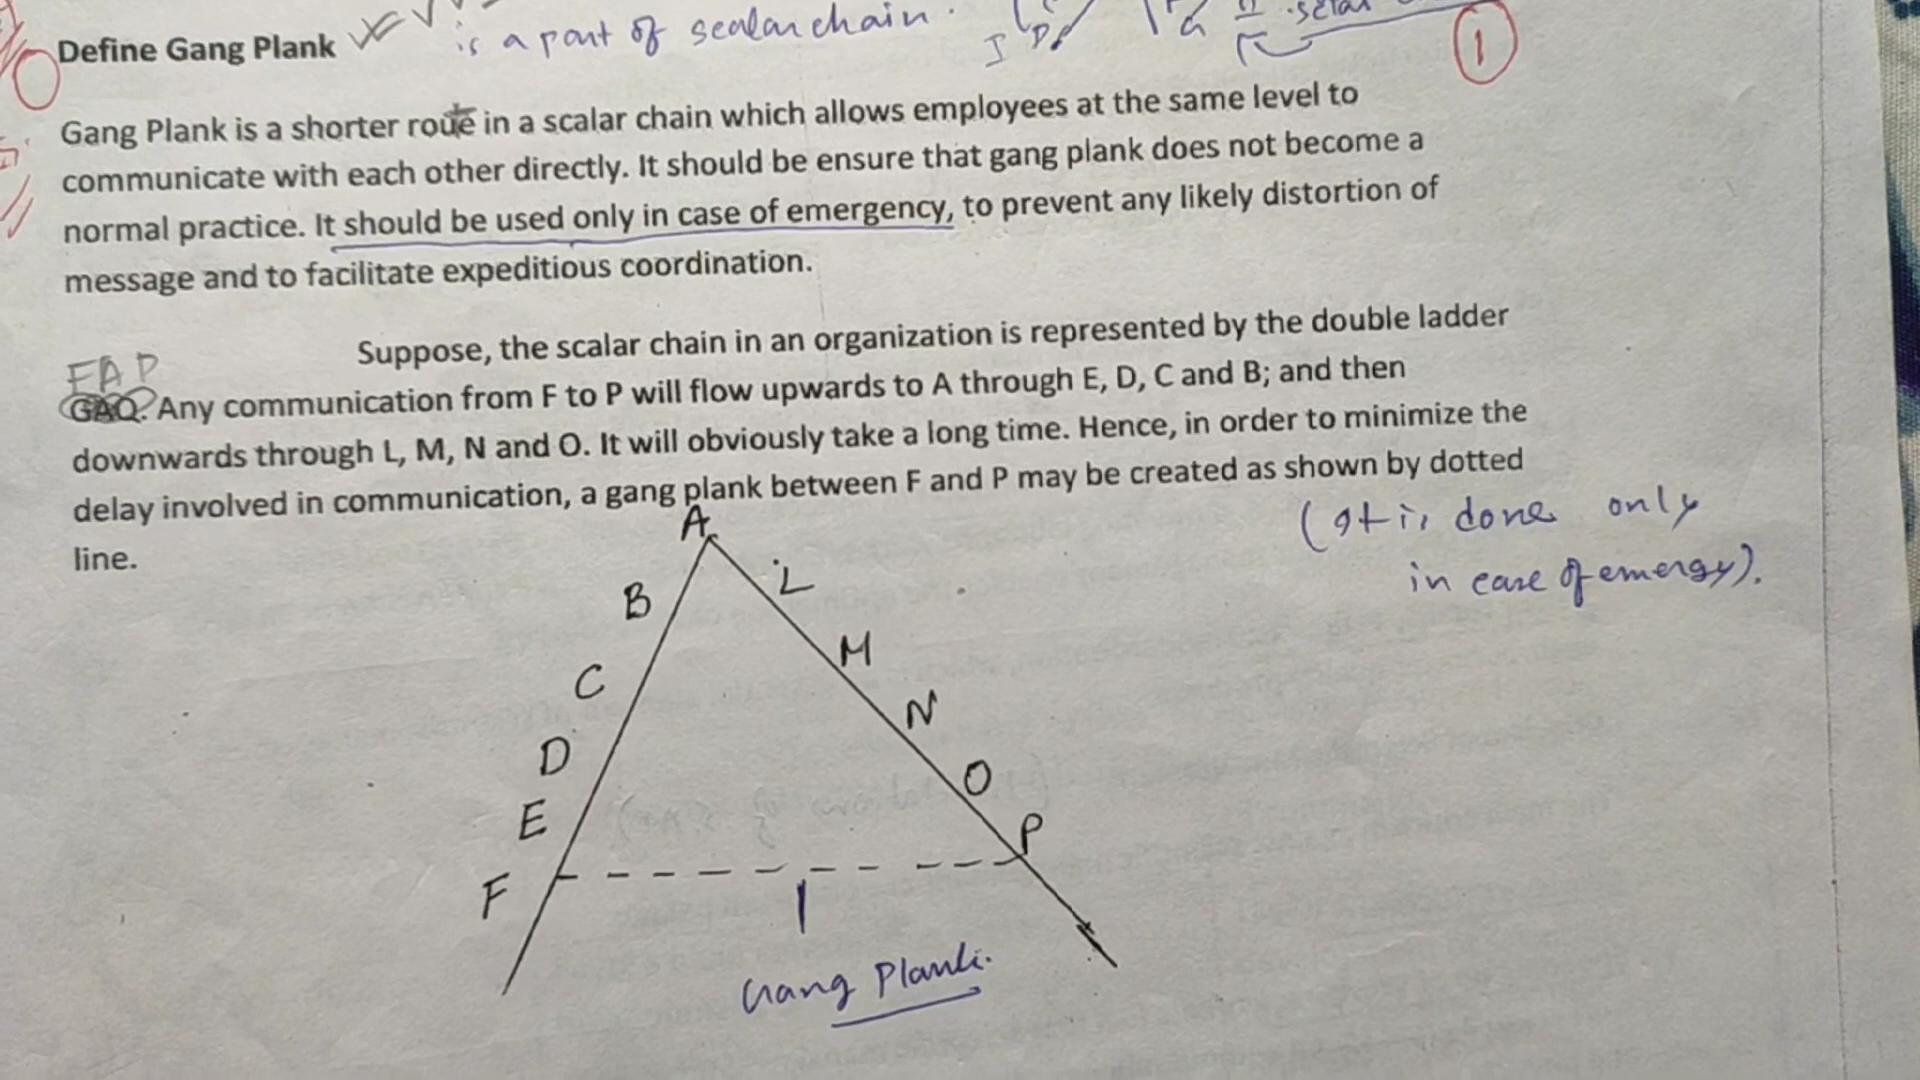 Define Gang Plank is a part of scalar chain.
1
Gang Plank is a shorter route in a scalar chain which allows employees at the same level to
communicate with each other directly. It should be ensure that gang plank does not become a
normal practice. It should be used only in case of emergency, to prevent any likely distortion of
message and to facilitate expeditious coordination.
Suppose, the scalar chain in an organization is represented by the double ladder
FAP
GAQ. Any communication from F to P will flow upwards to A through E, D, C and B; and then
downwards through L, M, N and O. It will obviously take a long time. Hence, in order to minimize the
delay involved in communication, a gang plank between F and P may be created as shown by dotted
line.
(It is done only
in case of emergy).
A
B L
C M
D N
E O
F P
Gang Plank.